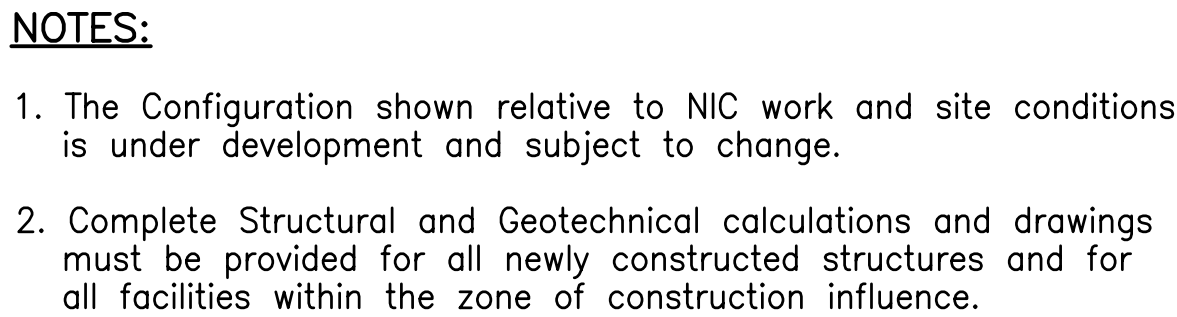 NOTES:
1. The Configuration shown relative to NIC work and site conditions
is under development and subject to change.
2. Complete Structural and Geotechnical calculations and drawings
must be provided for all newly constructed structures and for
all facilities within the zone of construction influence.